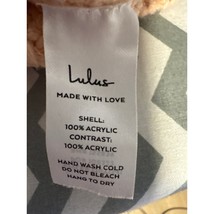 Lulus
MADE WITH LOVE
SHELL:
100% ACRYLIC
CONTRAST:
100% ACRYLIC
HAND WASH COLD
DO NOT BLEACH
HANG TO DRY